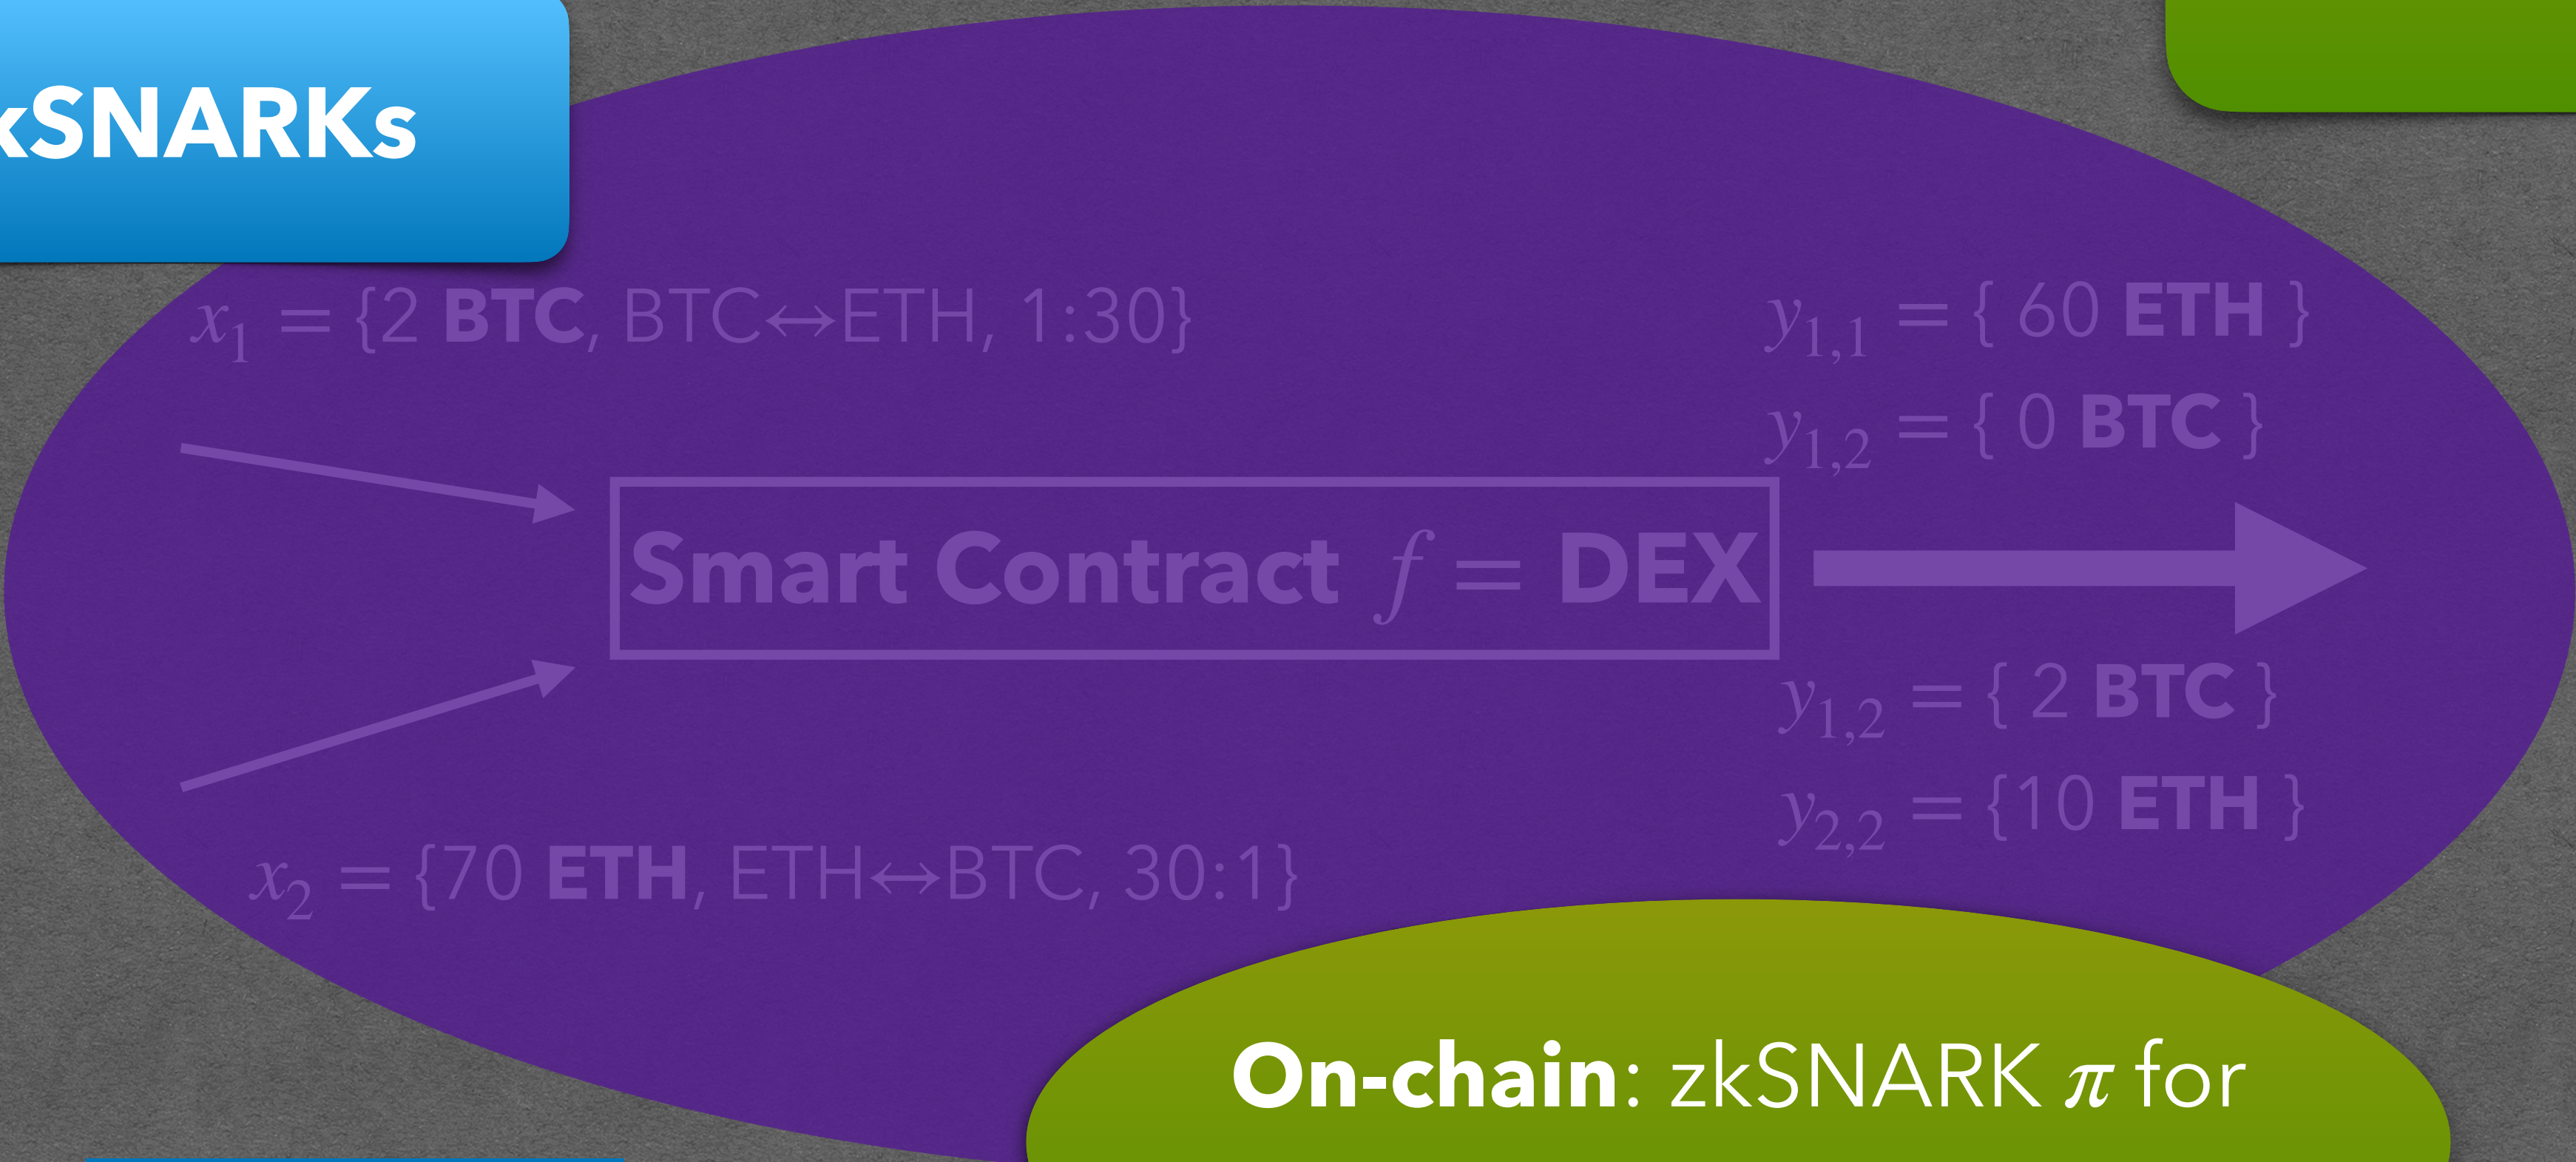 kSNARKs
x₁ = {2 BTC, BTC↔ETH, 1:30}
y₁,₁ = { 60 ETH }
y₁,₂ = { 0 BTC }
Smart Contract f = DEX
y₁,₂ = { 2 BTC }
y₂,₂ = {10 ETH }
x₂ = {70 ETH, ETH↔BTC, 30:1}
On-chain: zkSNARK π for